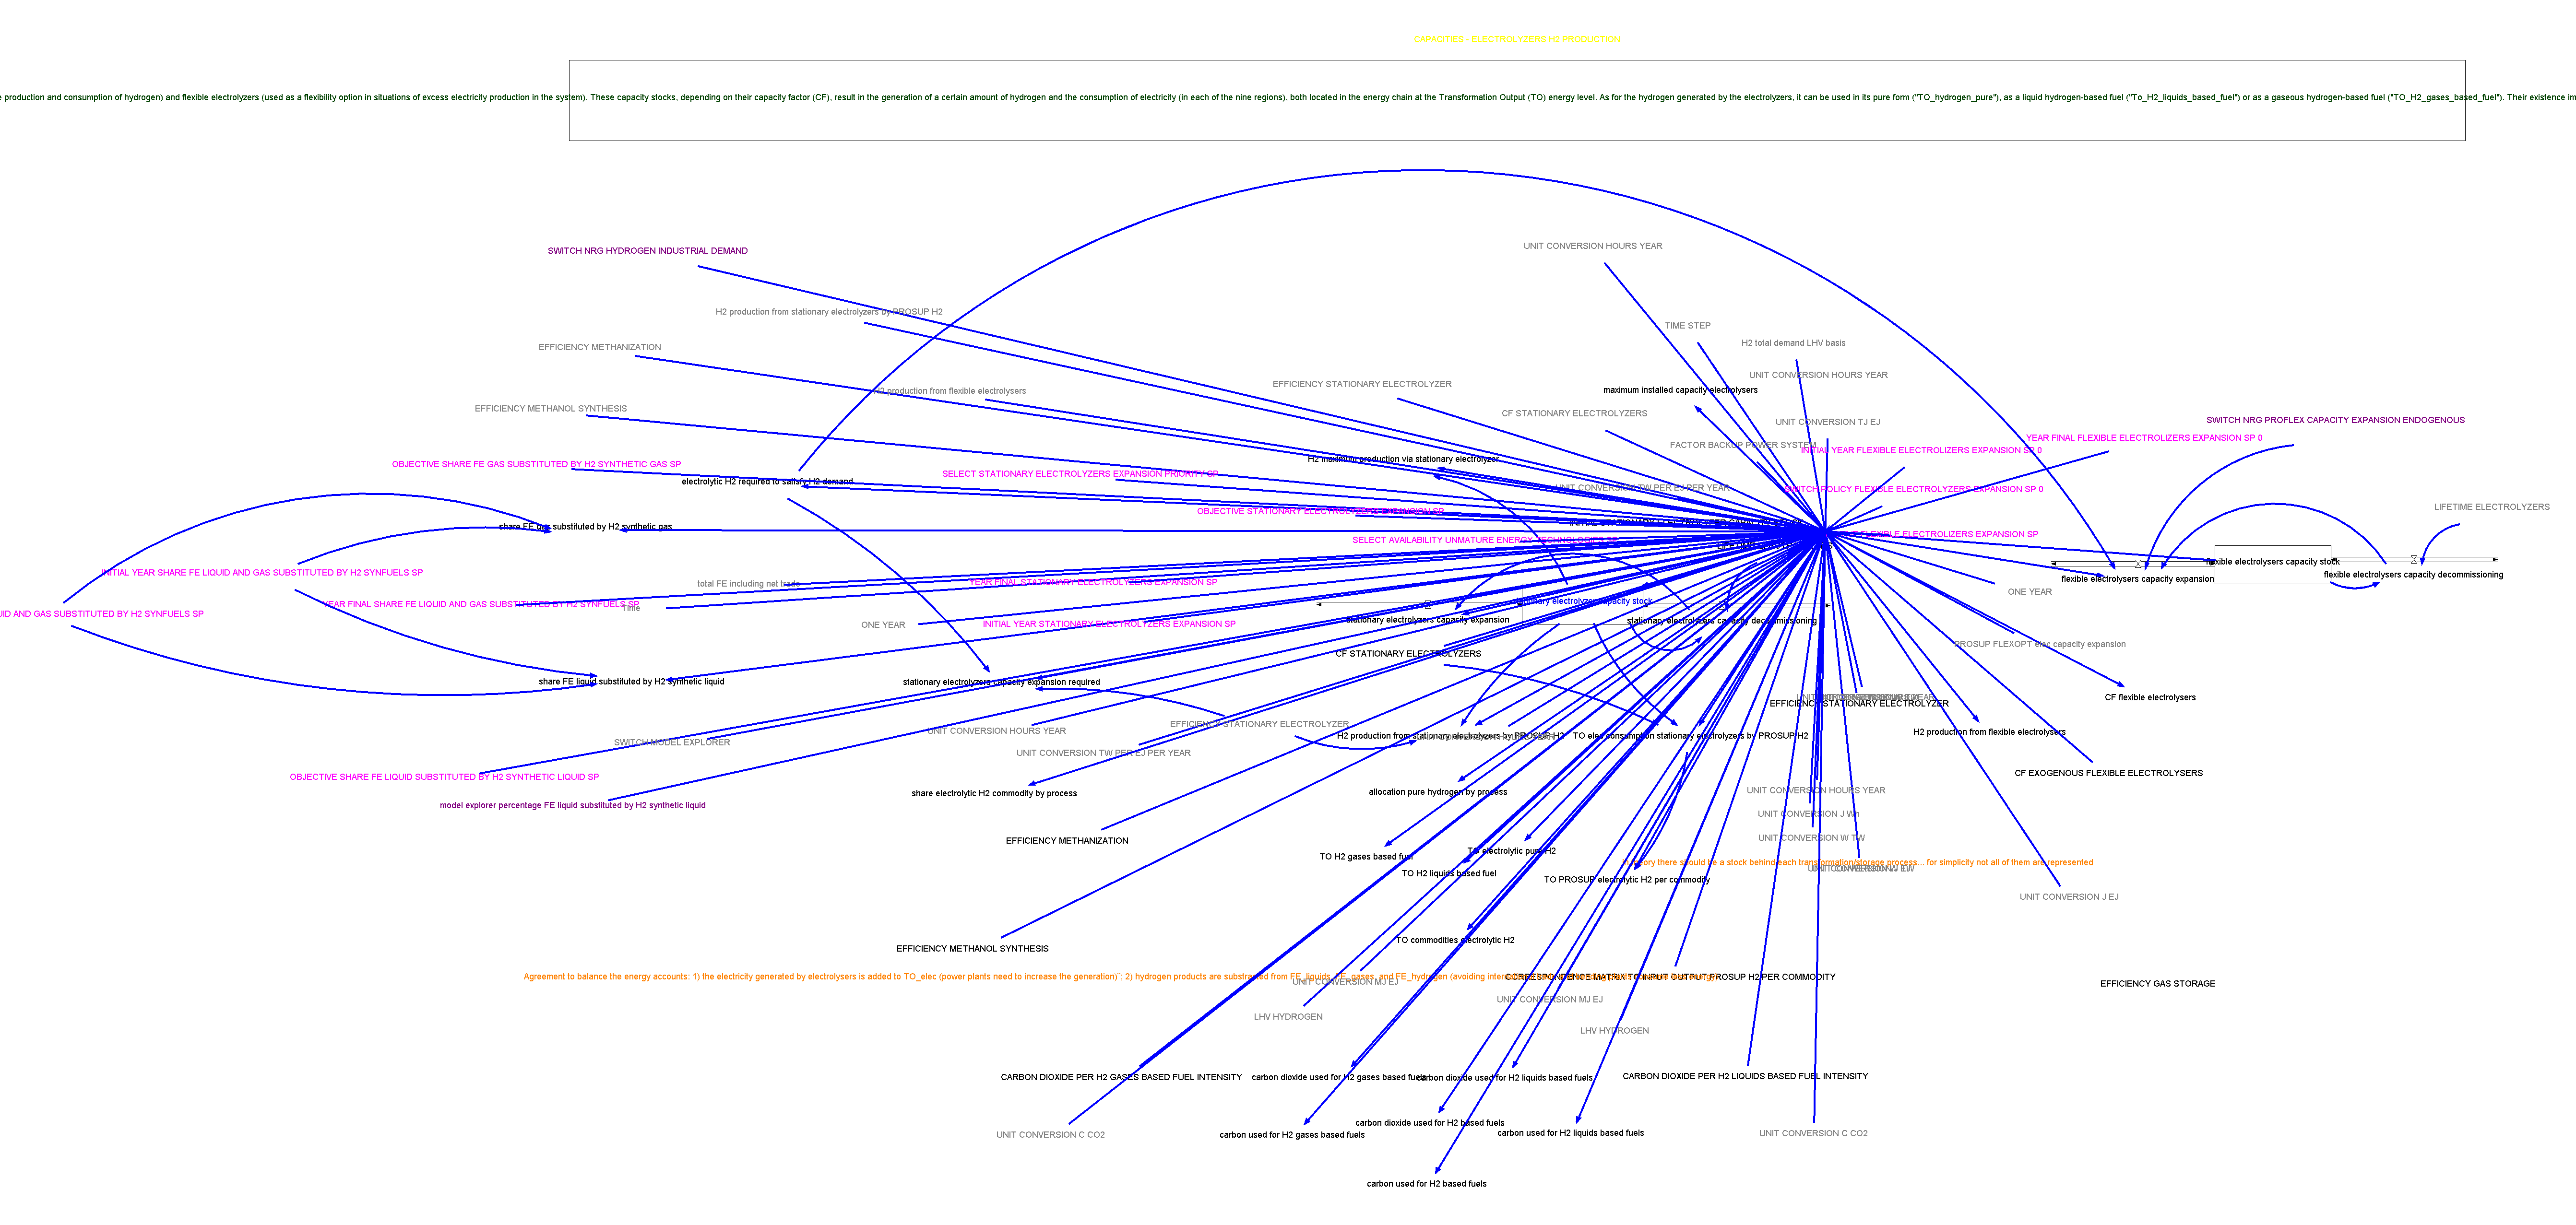 CAPACITIES - ELECTROLYZERS H2 PRODUCTION
production and consumption of hydrogen) and flexible electrolyzers (used as a flexibility option in situations of excess electricity production in the system). These capacity stocks, depending on their capacity factor (CF), result in the generation of a certain amount of hydrogen and the consumption of electricity (in each of the nine regions), both located in the energy chain at the Transformation Output (TO) energy level. As for the hydrogen generated by the electrolyzers, it can be used in its pure form ("TO_hydrogen_pure"), as a liquid hydrogen-based fuel ("To_H2_liquids_based_fuel") or as a gaseous hydrogen-based fuel ("TO_H2_gases_based_fuel"). Their existence im
SWITCH NRG HYDROGEN INDUSTRIAL DEMAND
UNIT CONVERSION HOURS YEAR
H2 production from stationary electrolyzers by PROSUP H2
TIME STEP
H2 total demand LHV basis
EFFICIENCY METHANIZATION
UNIT CONVERSION HOURS YEAR
EFFICIENCY STATIONARY ELECTROLYZER
maximum installed capacity electrolysers
H2 production from flexible electrolysers
EFFICIENCY METHANOL SYNTHESIS
CF STATIONARY ELECTROLYZERS
UNIT CONVERSION TJ EJ
SWITCH NRG PROFLEX CAPACITY EXPANSION ENDOGENOUS
YEAR FINAL FLEXIBLE ELECTROLIZERS EXPANSION SP 0
FACTOR BACKUP POWER SYSTEM
INITIAL YEAR FLEXIBLE ELECTROLIZERS EXPANSION SP 0
H2 maximum production via stationary electrolyzer
OBJECTIVE SHARE FE GAS SUBSTITUTED BY H2 SYNTHETIC GAS SP
SELECT STATIONARY ELECTROLYZERS EXPANSION PRIORITY SP
electrolytic H2 required to satisfy H2 demand
UNIT CONVERSION TW PER EJ PER YEAR
SWITCH POLICY FLEXIBLE ELECTROLYZERS EXPANSION SP 0
LIFETIME ELECTROLYZERS
OBJECTIVE STATIONARY ELECTROLYZERS EXPANSION SP
share FE gas substituted by H2 synthetic gas
FLEXIBLE ELECTROLIZERS EXPANSION SP
SELECT AVAILABILITY UNMATURE ENERGY TECHNOLOGIES SP
flexible electrolysers capacity stock
INITIAL YEAR SHARE FE LIQUID AND GAS SUBSTITUTED BY H2 SYNFUELS SP
flexible electrolysers capacity expansion
flexible electrolysers capacity decommissioning
total FE including net trade
YEAR FINAL STATIONARY ELECTROLYZERS EXPANSION SP
ONE YEAR
stationary electrolyzers capacity stock
YEAR FINAL SHARE FE LIQUID AND GAS SUBSTITUTED BY H2 SYNFUELS SP
Time
UID AND GAS SUBSTITUTED BY H2 SYNFUELS SP
ONE YEAR
INITIAL YEAR STATIONARY ELECTROLYZERS EXPANSION SP
stationary electrolyzers capacity expansion
stationary electrolyzers capacity decommissioning
PROSUP FLEXOPT elec capacity expansion
CF STATIONARY ELECTROLYZERS
share FE liquid substituted by H2 synthetic liquid
stationary electrolyzers capacity expansion required
CF flexible electrolysers
EFFICIENCY STATIONARY ELECTROLYZER
EFFICIENCY STATIONARY ELECTROLYZER
UNIT CONVERSION HOURS YEAR
H2 production from stationary electrolyzers by PROSUP H2
TO elec consumption stationary electrolyzers by PROSUP H2
H2 production from flexible electrolysers
SWITCH MODEL EXPLORER
UNIT CONVERSION TW PER EJ PER YEAR
CF EXOGENOUS FLEXIBLE ELECTROLYSERS
OBJECTIVE SHARE FE LIQUID SUBSTITUTED BY H2 SYNTHETIC LIQUID SP
share electrolytic H2 commodity by process
allocation pure hydrogen by process
UNIT CONVERSION HOURS YEAR
model explorer percentage FE liquid substituted by H2 synthetic liquid
UNIT CONVERSION J Wh
UNIT CONVERSION W TW
EFFICIENCY METHANIZATION
TO H2 gases based fuel
TO electrolytic pure H2
theory there should be a stock behind each transformation/storage process... for simplicity not all of them are represented
TO H2 liquids based fuel
TO PROSUP electrolytic H2 per commodity
UNIT CONVERSION J EJ
EFFICIENCY METHANOL SYNTHESIS
TO commodities electrolytic H2
Agreement to balance the energy accounts: 1) the electricity generated by electrolysers is added to TO_elec (power plants need to increase the generation) ; 2) hydrogen products are substracted from FE_liquids, FE_gases, and FE_hydrogen (avoiding
CORRESPONDENCE MATRIX TO INPUT OUTPUT PROSUP H2 PER COMMODITY
UNIT CONVERSION MJ EJ
EFFICIENCY GAS STORAGE
UNIT CONVERSION MJ EJ
LHV HYDROGEN
LHV HYDROGEN
CARBON DIOXIDE PER H2 GASES BASED FUEL INTENSITY
carbon dioxide used for H2 gases based fuels
carbon dioxide used for H2 liquids based fuels
CARBON DIOXIDE PER H2 LIQUIDS BASED FUEL INTENSITY
carbon dioxide used for H2 based fuels
UNIT CONVERSION C CO2
carbon used for H2 gases based fuels
carbon used for H2 liquids based fuels
UNIT CONVERSION C CO2
carbon used for H2 based fuels